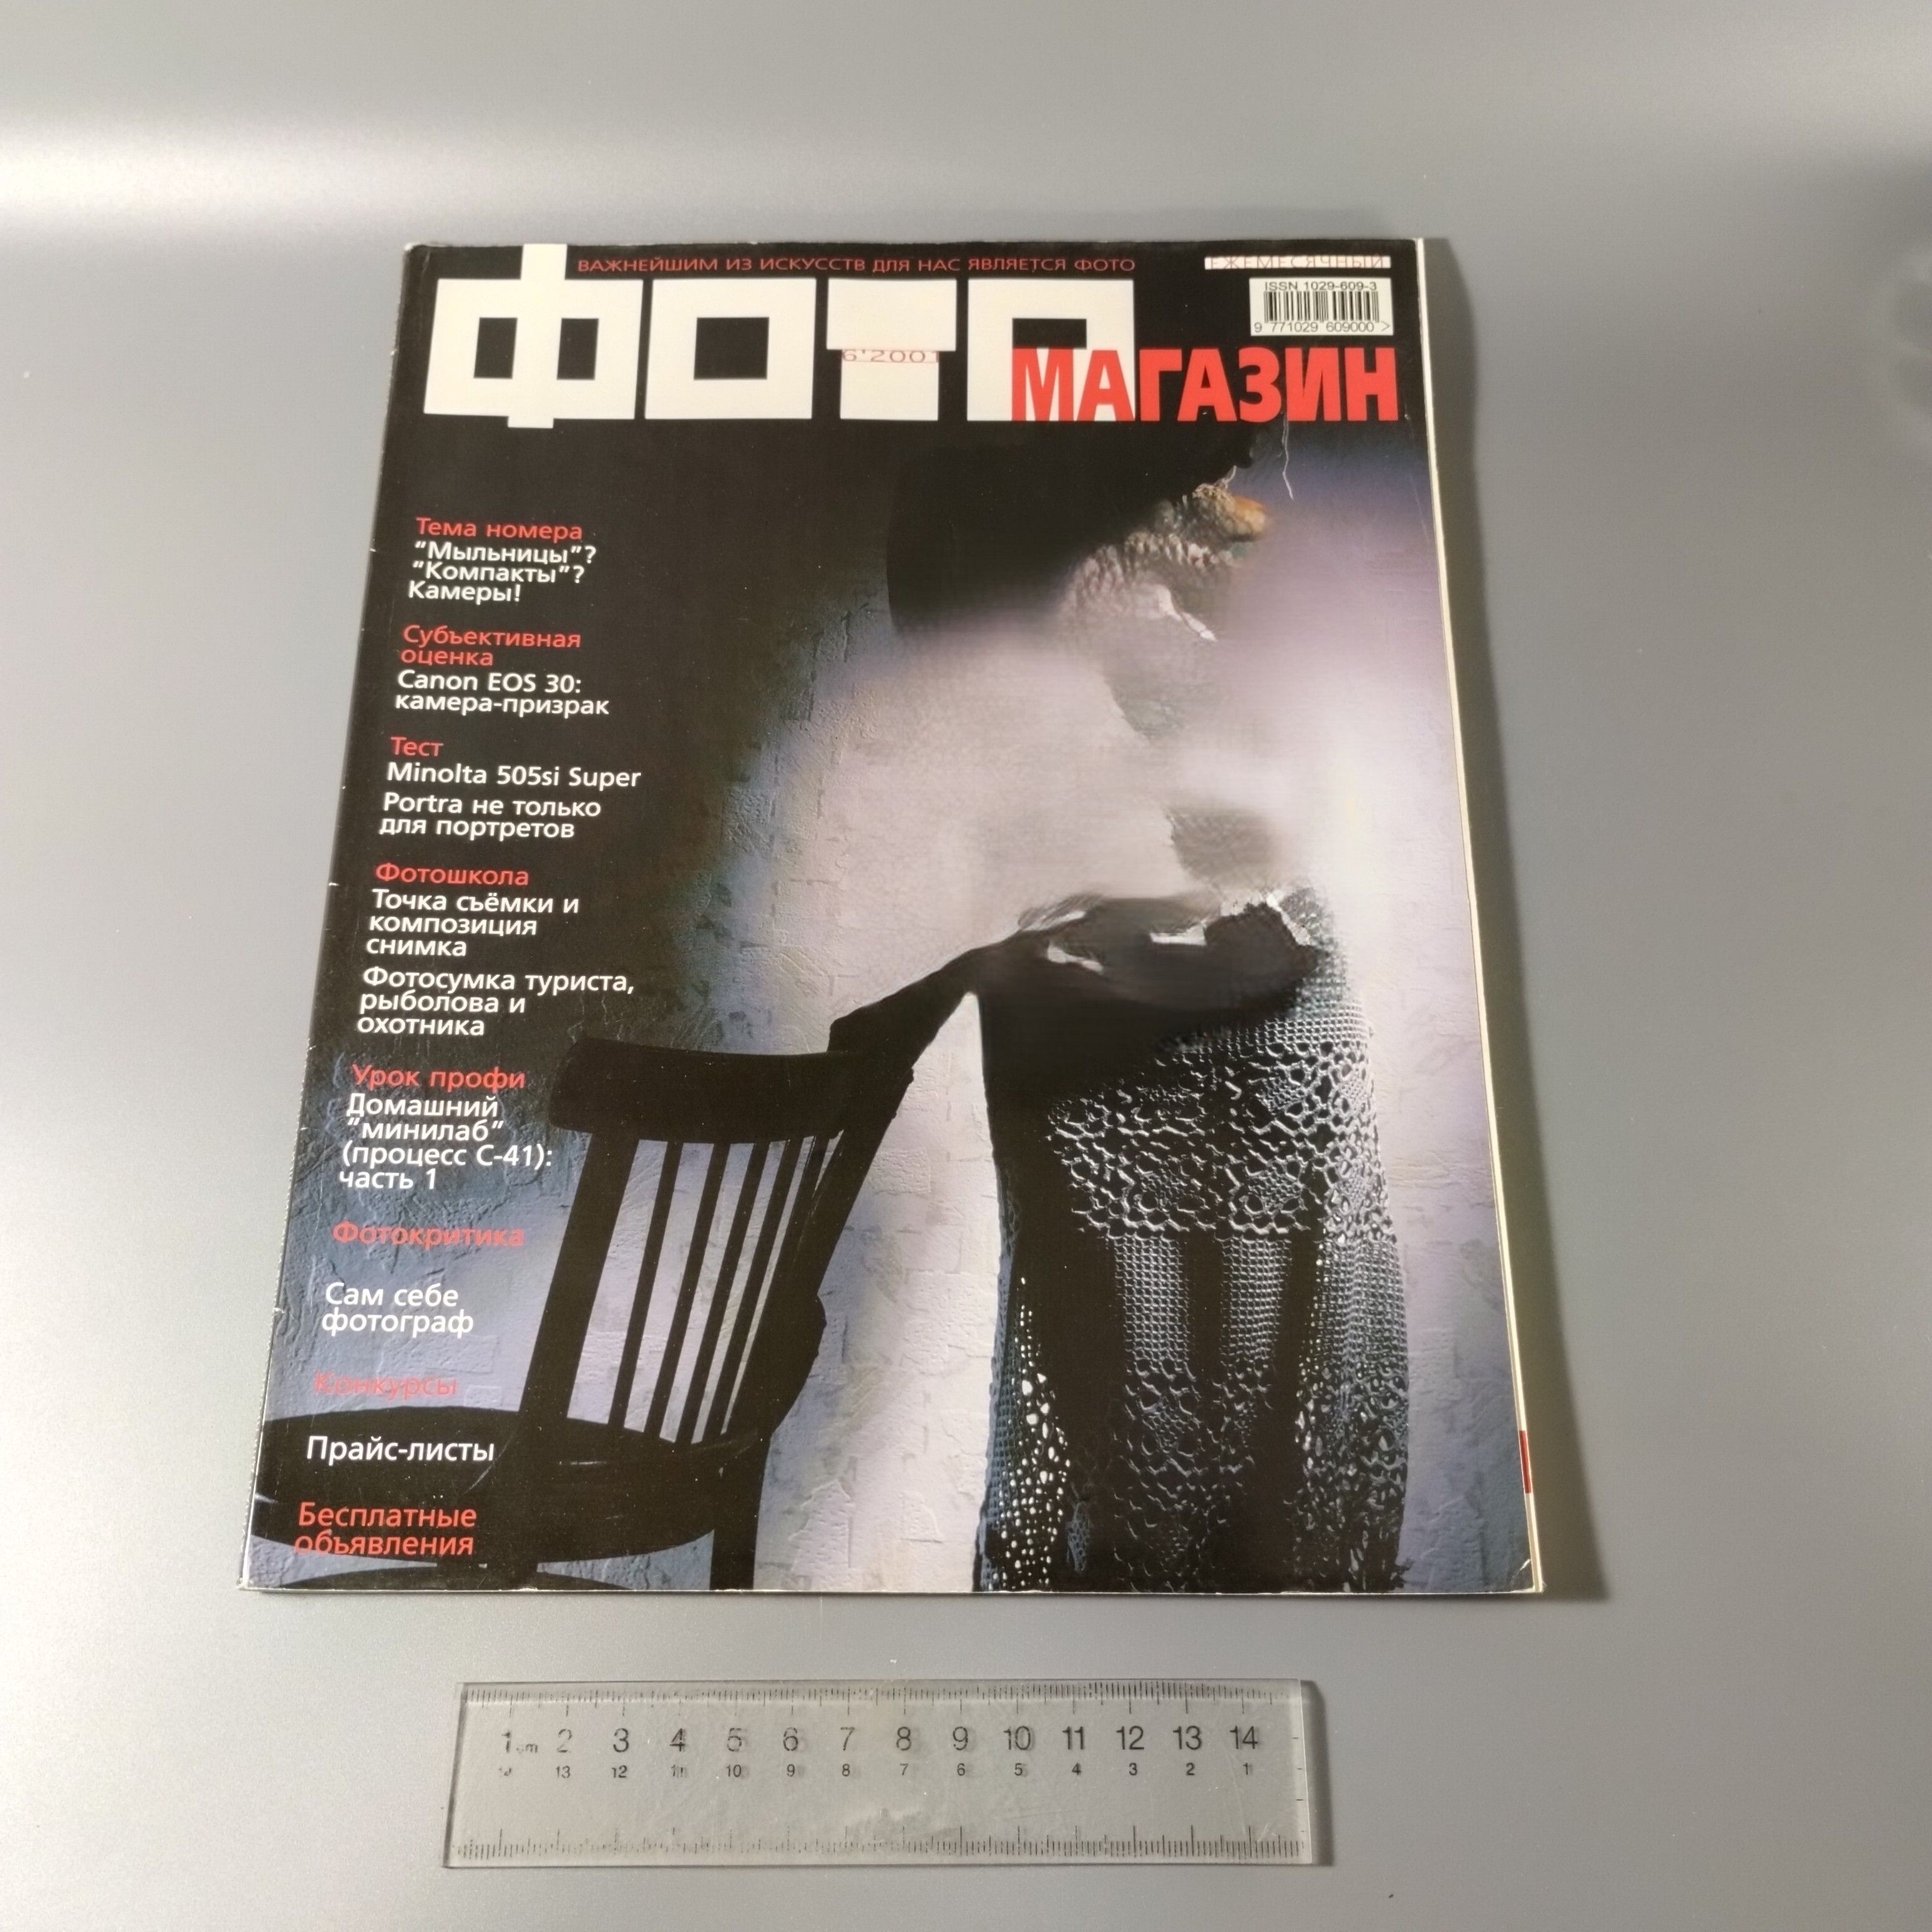 ВАЖНЕЙШИМ ИЗ ИСКУССТВ ДЛЯ НАС ЯВЛЯЕТСЯ ФОТО
ЕЖЕМЕСЯЧНЫЙ
ISSN 1029-609-3
9 771029 609000 >
ФОТО
6'2001
МАГАЗИН
Тема номера
“Мыльницы”?
“Компакты”?
Камеры!
Субъективная
оценка
Canon EOS 30:
камера-призрак
Тест
Minolta 505si Super
Portra не только
для портретов
Фотошкола
Точка съёмки и
композиция
снимка
Фотосумка туриста,
рыболова и
охотника
Урок профи
Домашний
“минилаб”
(процесс С-41):
часть 1
Фотокритика
Сам себе
фотограф
Конкурсы
Прайс-листы
Бесплатные
объявления
1 cm 2 3 4 5 6 7 8 9 10 11 12 13 14
14 13 12 11 10 9 8 7 6 5 4 3 2 1